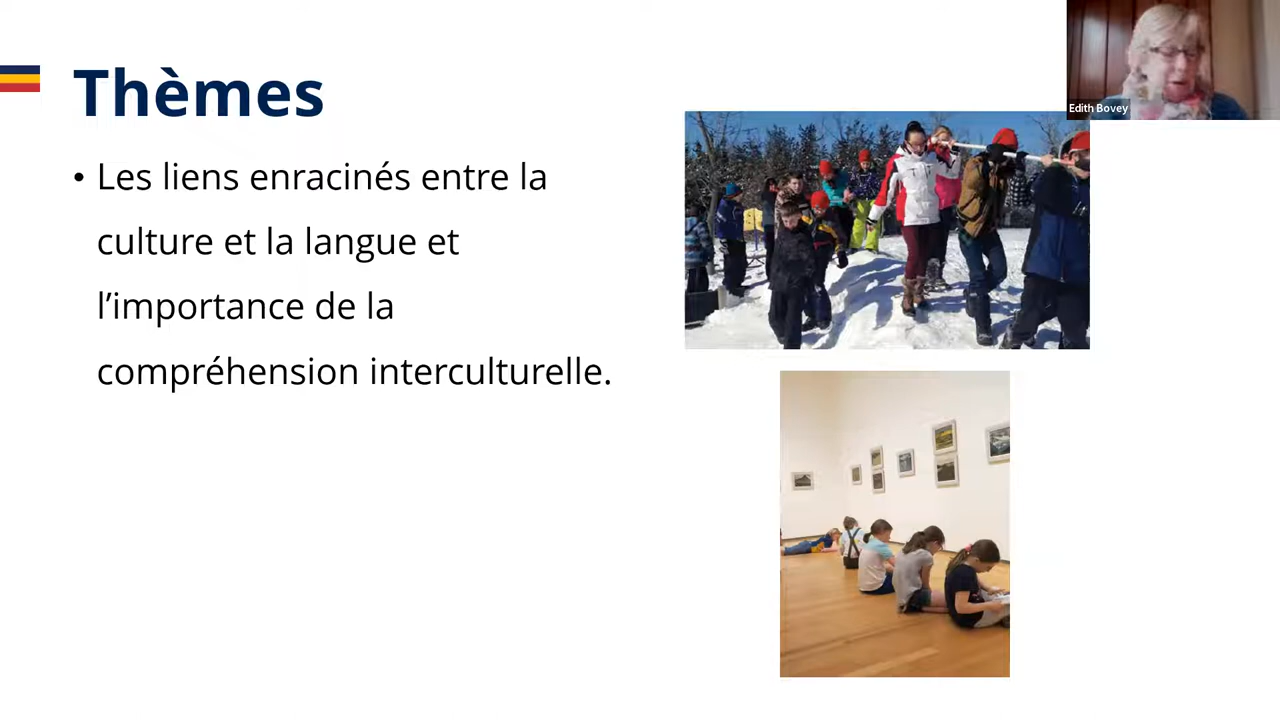 Thèmes
• Les liens enracinés entre la
culture et la langue et
l’importance de la
compréhension interculturelle.
Edith Bovey